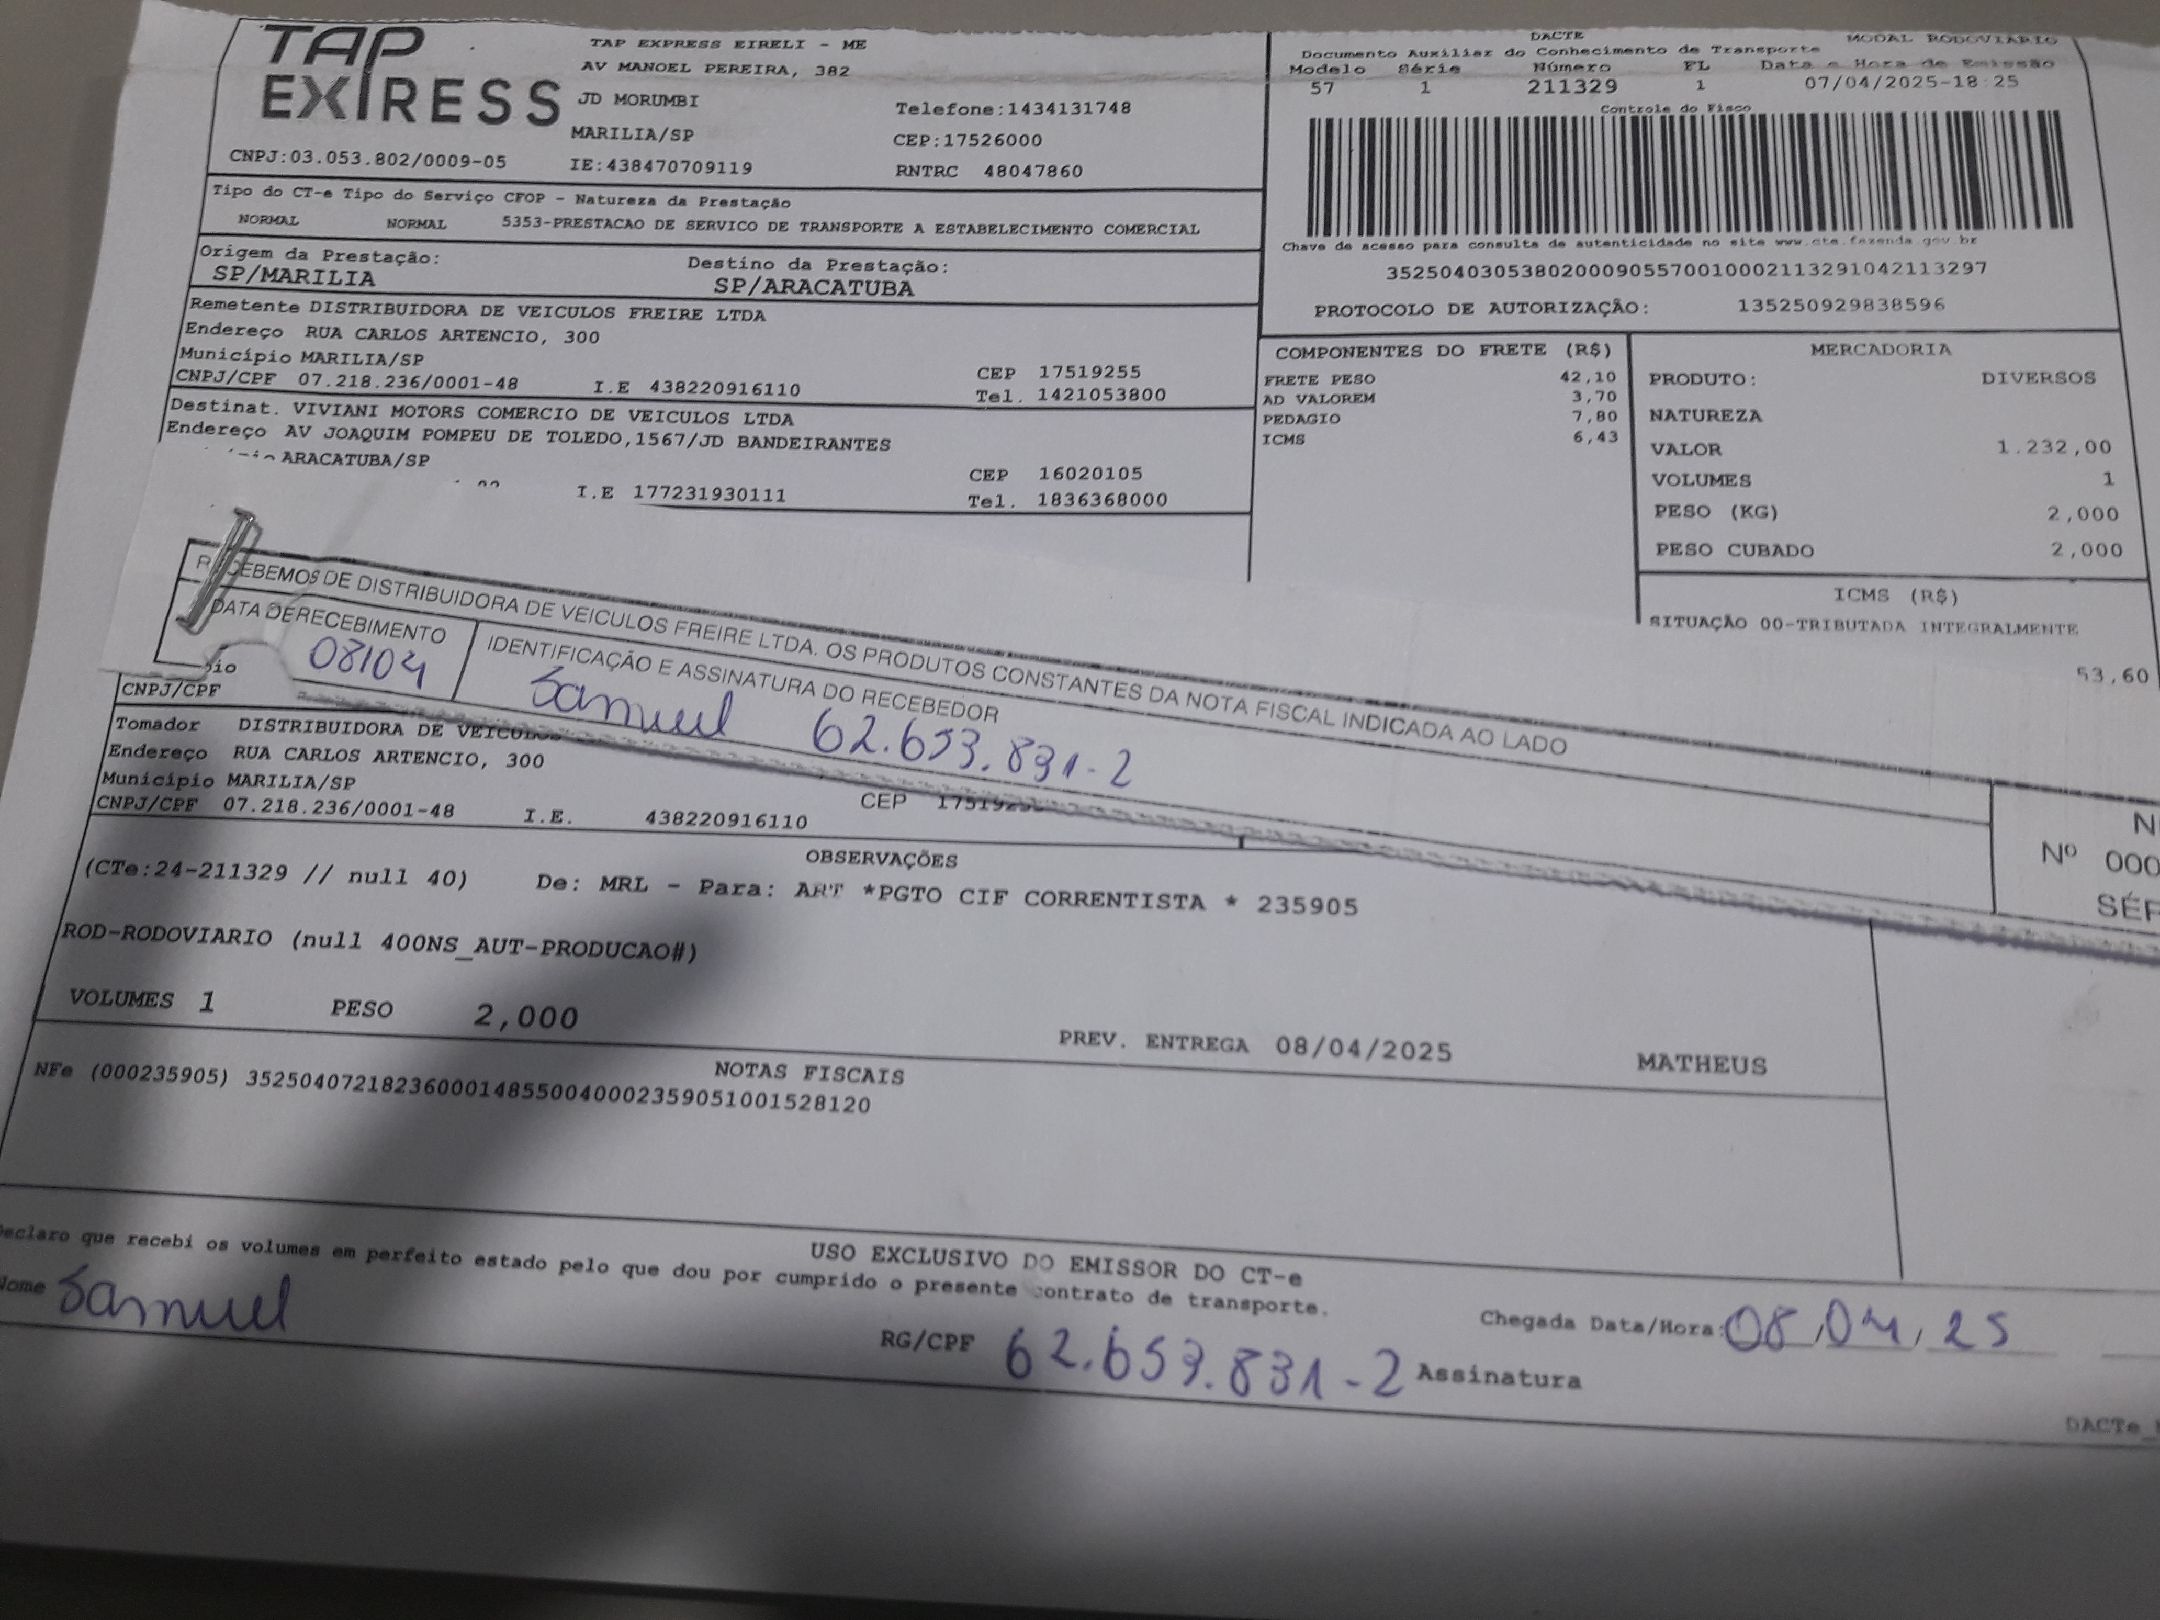 TAP
EXPRESS
TAP EXPRESS EIRELI - ME
AV MANOEL PEREIRA, 382
JD MORUMBI
Telefone:1434131748
MARILIA/SP
CEP:17526000
CNPJ:03.053.802/0009-05
IE:438470709119
RNTRC 48047860
DACTE
MODAL RODOVIARIO
Documento Auxiliar do Conhecimento de Transporte
Modelo Série Número FL Data e Hora de Emissão
57 1 211329 1 07/04/2025-18:25
Controle do Fisco
Chave de acesso para consulta de autenticidade no site www.cte.fazenda.gov.br
35250403053802000905570010002113291042113297
PROTOCOLO DE AUTORIZAÇÃO: 135250929838596
Tipo do CT-e Tipo do Serviço CFOP - Natureza da Prestação
NORMAL NORMAL 5353-PRESTACAO DE SERVICO DE TRANSPORTE A ESTABELECIMENTO COMERCIAL
Origem da Prestação: Destino da Prestação:
SP/MARILIA SP/ARACATUBA
Remetente DISTRIBUIDORA DE VEICULOS FREIRE LTDA
Endereço RUA CARLOS ARTENCIO, 300
Município MARILIA/SP CEP 17519255
CNPJ/CPF 07.218.236/0001-48 I.E 438220916110 Tel. 1421053800
Destinat. VIVIANI MOTORS COMERCIO DE VEICULOS LTDA
Endereço AV JOAQUIM POMPEU DE TOLEDO,1567/JD BANDEIRANTES
ARACATUBA/SP CEP 16020105
I.E 177231930111 Tel. 1836368000
COMPONENTES DO FRETE (R$)
FRETE PESO 42,10
AD VALOREM 3,70
PEDAGIO 7,80
ICMS 6,43
MERCADORIA
PRODUTO: DIVERSOS
NATUREZA
VALOR 1.232,00
VOLUMES 1
PESO (KG) 2,000
PESO CUBADO 2,000
ICMS (R$)
SITUAÇÃO 00-TRIBUTADA INTEGRALMENTE
53,60
RECEBEMOS DE DISTRIBUIDORA DE VEICULOS FREIRE LTDA. OS PRODUTOS CONSTANTES DA NOTA FISCAL INDICADA AO LADO
DATA DE RECEBIMENTO
08/04
IDENTIFICAÇÃO E ASSINATURA DO RECEBEDOR
Samuel 62.653.831-2
N
Nº 000
SÉR
CNPJ/CPF
Tomador DISTRIBUIDORA DE VEICULOS
Endereço RUA CARLOS ARTENCIO, 300
Município MARILIA/SP CEP 1751925
CNPJ/CPF 07.218.236/0001-48 I.E. 438220916110
OBSERVAÇÕES
(CTe:24-211329 // null 40) De: MRL - Para: ART *PGTO CIF CORRENTISTA * 235905
ROD-RODOVIARIO (null 400NS_AUT-PRODUCAO#)
VOLUMES 1 PESO 2,000 PREV. ENTREGA 08/04/2025 MATHEUS
NOTAS FISCAIS
NFe (000235905) 35250407218236000148550040002359051001528120
USO EXCLUSIVO DO EMISSOR DO CT-e
Declaro que recebi os volumes em perfeito estado pelo que dou por cumprido o presente contrato de transporte.
Nome Samuel RG/CPF 62.653.831-2 Assinatura
Chegada Data/Hora: 08/04/25
DACTe_